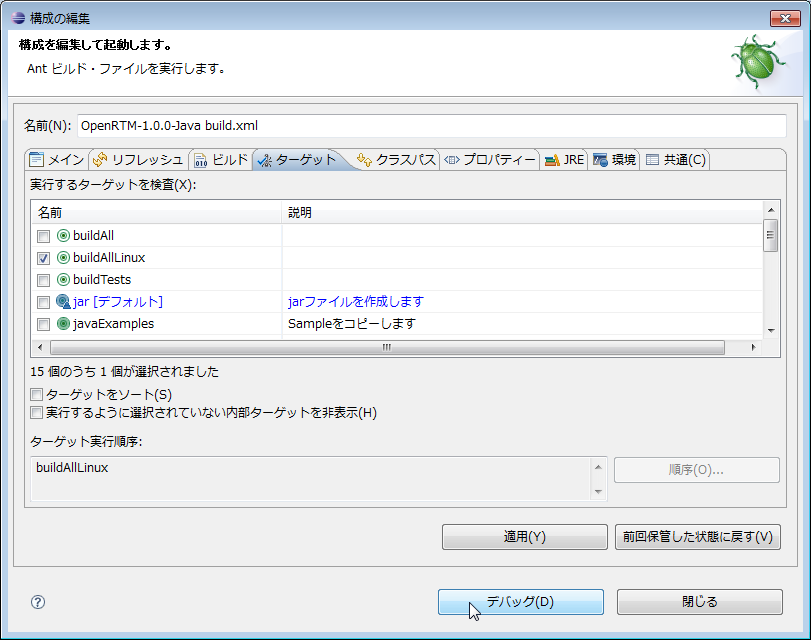 構成の編集
構成を編集して起動します。
Ant ビルド・ファイルを実行します。
名前(N): OpenRTM-1.0.0-Java build.xml
メイン リフレッシュ ビルド ターゲット クラスパス プロパティー JRE 環境 共通(C)
実行するターゲットを検査(X):
名前 説明
buildAll
buildAllLinux
buildTests
jar [デフォルト] jarファイルを作成します
javaExamples Sampleをコピーします
15 個のうち 1 個が選択されました
ターゲットをソート(S)
実行するように選択されていない内部ターゲットを非表示(H)
ターゲット実行順序:
buildAllLinux
順序(O)...
適用(Y) 前回保管した状態に戻す(V)
デバッグ(D) 閉じる